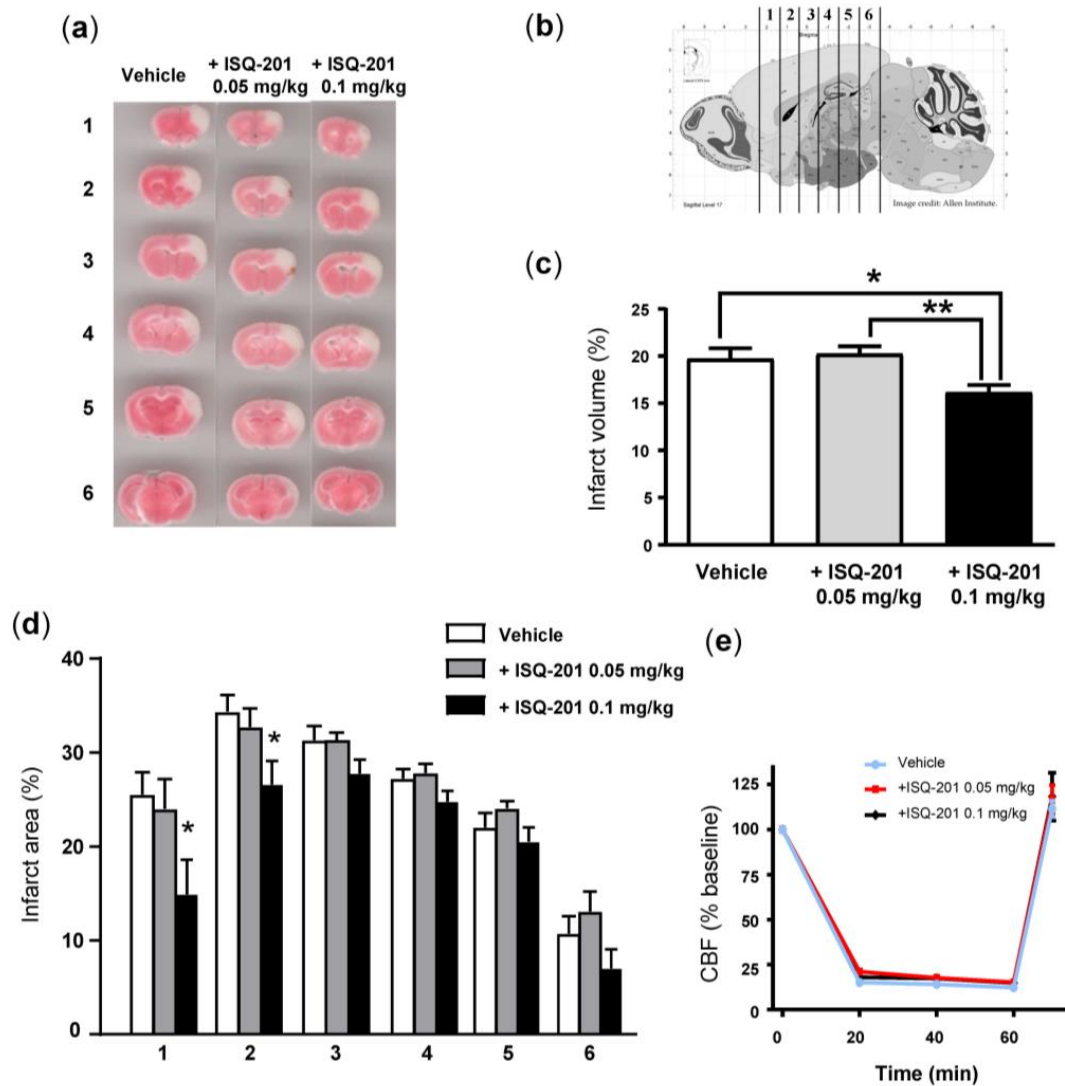 (a)
Vehicle
+ ISQ-201
0.05 mg/kg
+ ISQ-201
0.1 mg/kg
1
2
3
4
5
6
(b)
1 2 3 4 5 6
Bregma
Sagittal Level 17
Image credit: Allen Institute.
(c)
Infarct volume (%)
25
20
15
10
5
0
*
**
Vehicle
+ ISQ-201
0.05 mg/kg
+ ISQ-201
0.1 mg/kg
(d)
Vehicle
+ ISQ-201 0.05 mg/kg
+ ISQ-201 0.1 mg/kg
Infarct area (%)
40
30
20
10
0
*
*
1 2 3 4 5 6
(e)
Vehicle
+ISQ-201 0.05 mg/kg
+ISQ-201 0.1 mg/kg
CBF (% baseline)
125
100
75
50
25
0
0 20 40 60
Time (min)